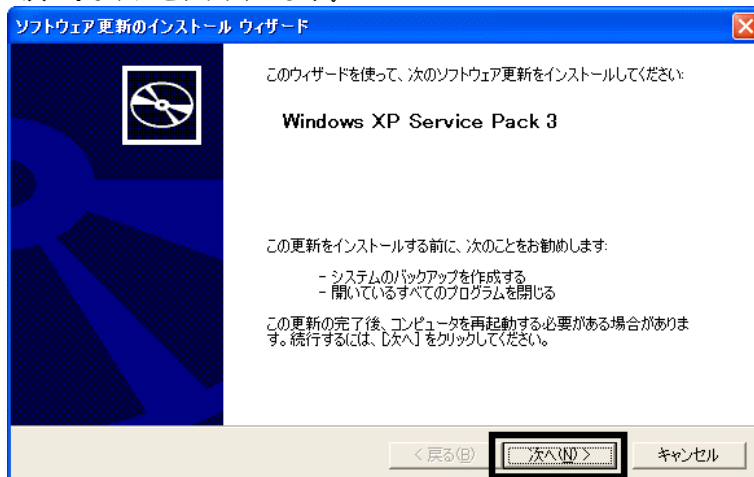 ソフトウェア更新のインストール ウィザード
このウィザードを使って、次のソフトウェア更新をインストールしてください:
Windows XP Service Pack 3
この更新をインストールする前に、次のことをお勧めします:
- システムのバックアップを作成する
- 開いているすべてのプログラムを閉じる
この更新の完了後、コンピュータを再起動する必要がある場合がありま
す。続行するには、[次へ] をクリックしてください。
< 戻る(B)
次へ(N) >
キャンセル